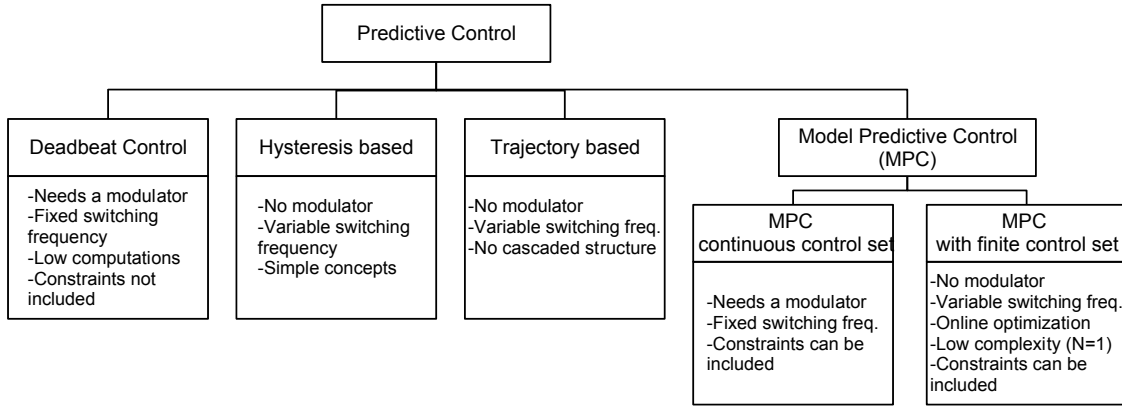 Predictive Control
Deadbeat Control
-Needs a modulator
-Fixed switching
frequency
-Low computations
-Constraints not
included
Hysteresis based
-No modulator
-Variable switching
frequency
-Simple concepts
Trajectory based
-No modulator
-Variable switching freq.
-No cascaded structure
Model Predictive Control
(MPC)
MPC
continuous control set
-Needs a modulator
-Fixed switching freq.
-Constraints can be
included
MPC
with finite control set
-No modulator
-Variable switching freq.
-Online optimization
-Low complexity (N=1)
-Constraints can be
included